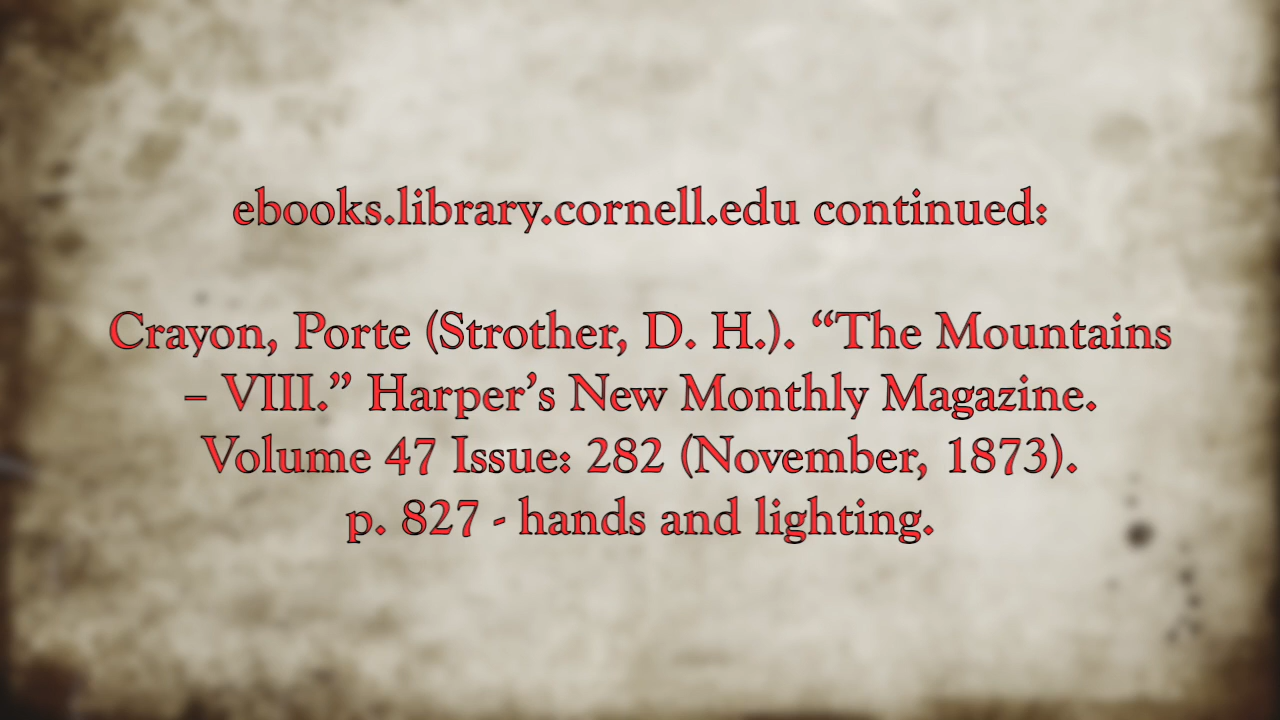 ebooks.library.cornell.edu continued:
Crayon, Porte (Strother, D. H.). “The Mountains
– VIII.” Harper’s New Monthly Magazine.
Volume 47 Issue: 282 (November, 1873).
p. 827 - hands and lighting.